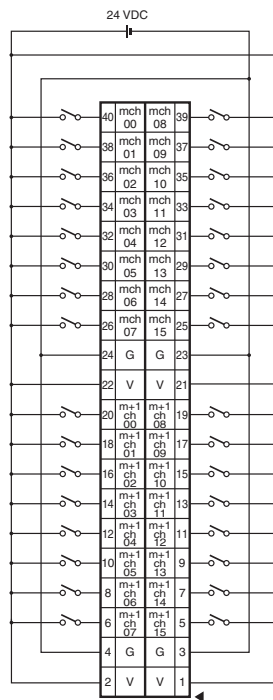 24 VDC
40 mch 00 mch 08 39
38 mch 01 mch 09 37
36 mch 02 mch 10 35
34 mch 03 mch 11 33
32 mch 04 mch 12 31
30 mch 05 mch 13 29
28 mch 06 mch 14 27
26 mch 07 mch 15 25
24 G G 23
22 V V 21
20 m+1 ch 00 m+1 ch 08 19
18 m+1 ch 01 m+1 ch 09 17
16 m+1 ch 02 m+1 ch 10 15
14 m+1 ch 03 m+1 ch 11 13
12 m+1 ch 04 m+1 ch 12 11
10 m+1 ch 05 m+1 ch 13 9
8 m+1 ch 06 m+1 ch 14 7
6 m+1 ch 07 m+1 ch 15 5
4 G G 3
2 V V 1